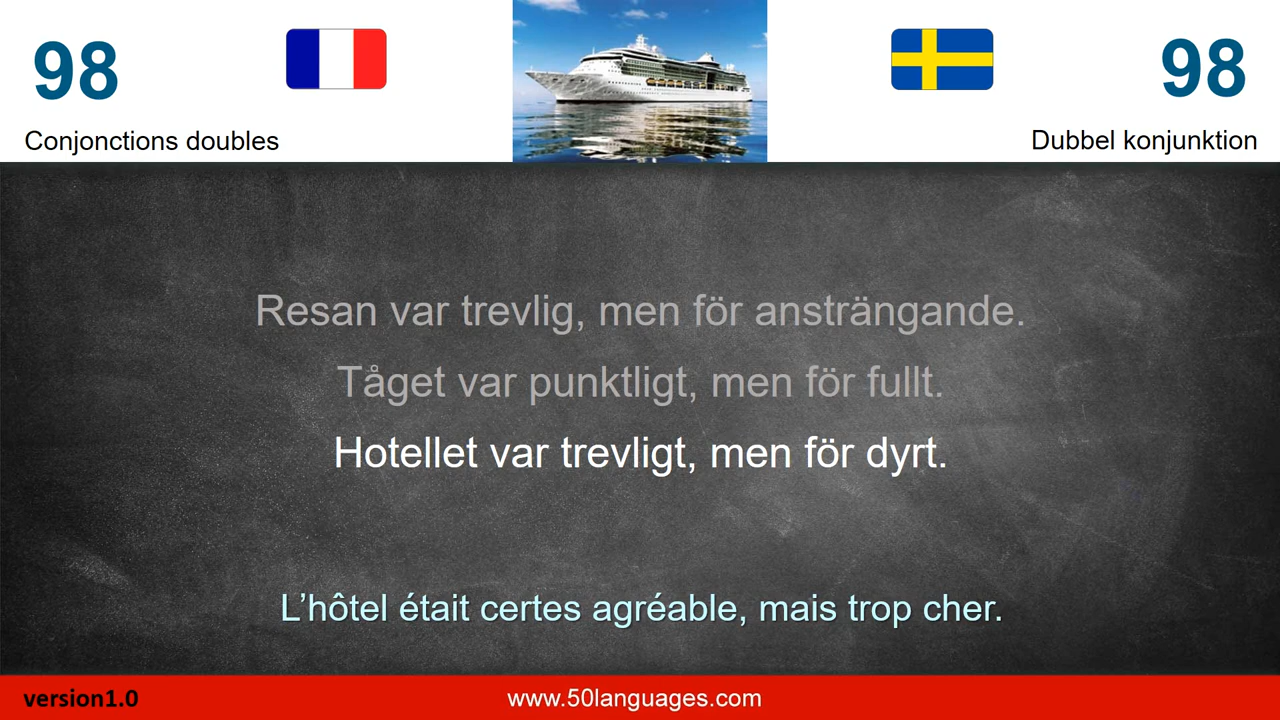 98
98
Conjonctions doubles
Dubbel konjunktion
Resan var trevlig, men för ansträngande.
Tåget var punktligt, men för fullt.
Hotellet var trevligt, men för dyrt.
L’hôtel était certes agréable, mais trop cher.
version1.0
www.50languages.com